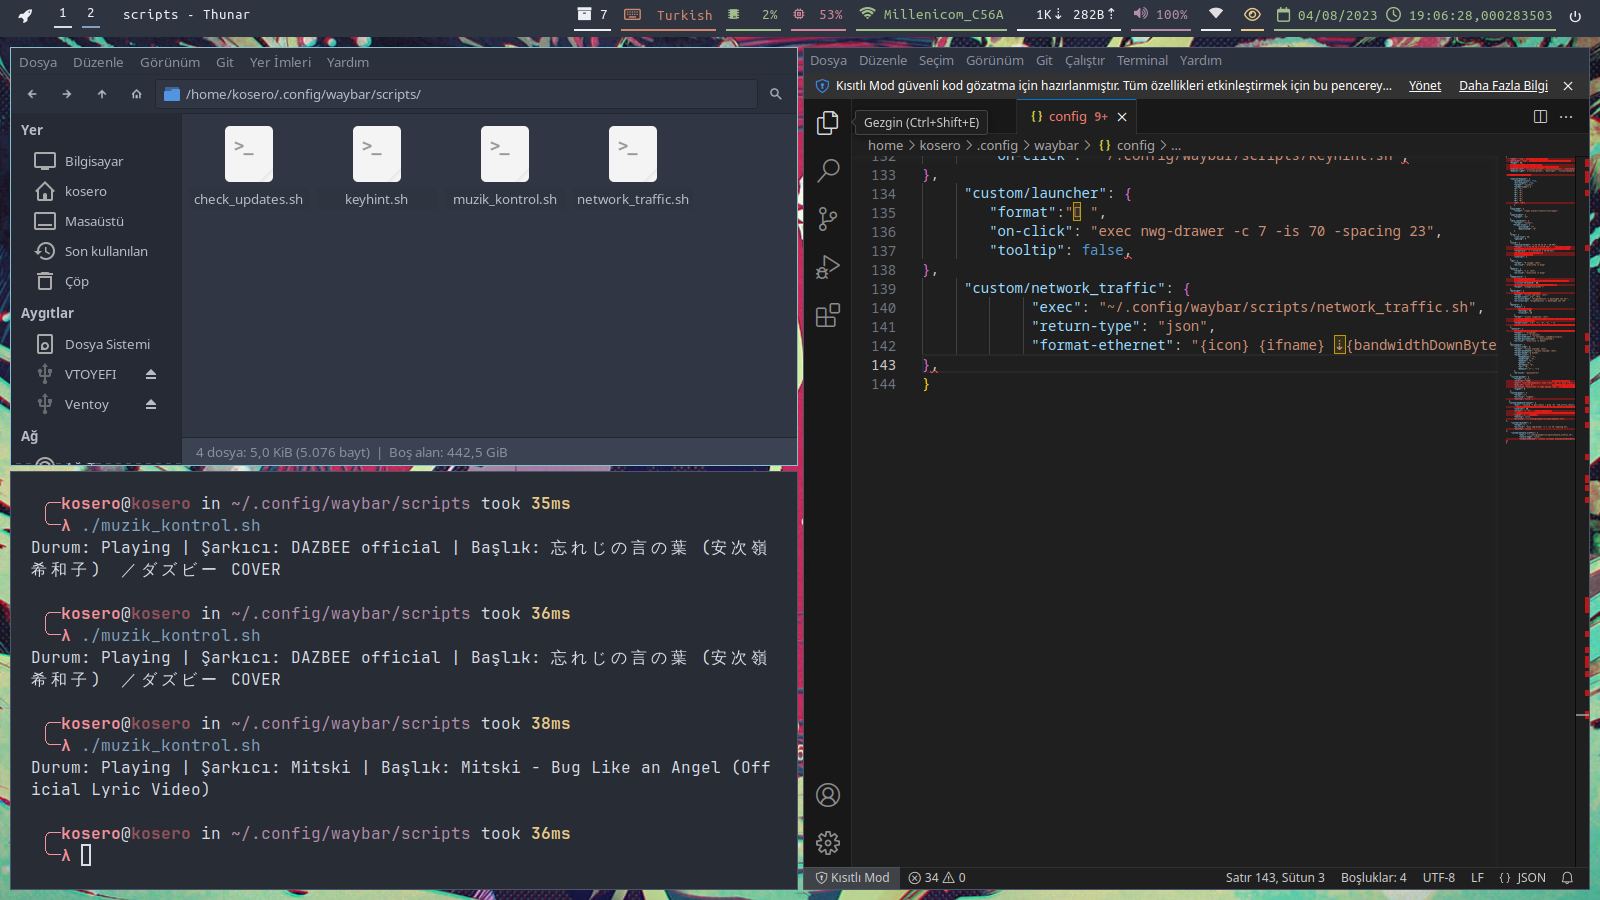 1 2 scripts - Thunar 7 Turkish 2% 53% Millenicom_C56A 1K⇣ 282B⇡ 100% 04/08/2023 19:06:28,000283503
Dosya Düzenle Görünüm Git Yer İmleri Yardım
/home/kosero/.config/waybar/scripts/
Yer
Bilgisayar
kosero
Masaüstü
Son kullanılan
Çöp
Aygıtlar
Dosya Sistemi
VTOYEFI
Ventoy
Ağ
check_updates.sh keyhint.sh muzik_kontrol.sh network_traffic.sh
4 dosya: 5,0 KiB (5.076 bayt) | Boş alan: 442,5 GiB
kosero@kosero in ~/.config/waybar/scripts took 35ms
λ ./muzik_kontrol.sh
Durum: Playing | Şarkıcı: DAZBEE official | Başlık: 忘れじの言の葉 (安次嶺
希和子) ／ダズビー COVER
kosero@kosero in ~/.config/waybar/scripts took 36ms
λ ./muzik_kontrol.sh
Durum: Playing | Şarkıcı: DAZBEE official | Başlık: 忘れじの言の葉 (安次嶺
希和子) ／ダズビー COVER
kosero@kosero in ~/.config/waybar/scripts took 38ms
λ ./muzik_kontrol.sh
Durum: Playing | Şarkıcı: Mitski | Başlık: Mitski - Bug Like an Angel (Off
icial Lyric Video)
kosero@kosero in ~/.config/waybar/scripts took 36ms
λ
Dosya Düzenle Seçim Görünüm Git Çalıştır Terminal Yardım
Kısıtlı Mod güvenli kod gözatma için hazırlanmıştır. Tüm özellikleri etkinleştirmek için bu pencerey... Yönet Daha Fazla Bilgi
Gezgin (Ctrl+Shift+E) {} config 9+
home > kosero > .config > waybar > {} config > ...
132 "on-click" "~/.config/waybar/scripts/keyhint.sh",
133 },
134 "custom/launcher": {
135 "format":" ",
136 "on-click": "exec nwg-drawer -c 7 -is 70 -spacing 23",
137 "tooltip": false,
138 },
139 "custom/network_traffic": {
140 "exec": "~/.config/waybar/scripts/network_traffic.sh",
141 "return-type": "json",
142 "format-ethernet": "{icon} {ifname} ⇣{bandwidthDownByte
143 },
144 }
Kısıtlı Mod 34 0 Satır 143, Sütun 3 Boşluklar: 4 UTF-8 LF {} JSON